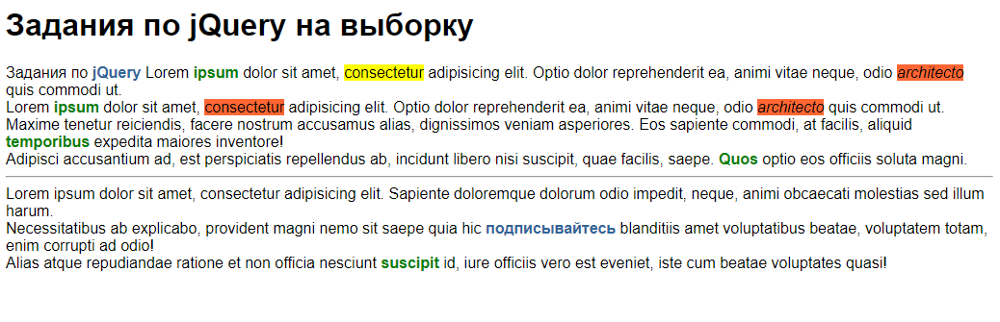 Задания по jQuery на выборку
Задания по jQuery Lorem ipsum dolor sit amet, consectetur adipisicing elit. Optio dolor reprehenderit ea, animi vitae neque, odio architecto
quis commodi ut.
Lorem ipsum dolor sit amet, consectetur adipisicing elit. Optio dolor reprehenderit ea, animi vitae neque, odio architecto quis commodi ut.
Maxime tenetur reiciendis, facere nostrum accusamus alias, dignissimos veniam asperiores. Eos sapiente commodi, at facilis, aliquid
temporibus expedita maiores inventore!
Adipisci accusantium ad, est perspiciatis repellendus ab, incidunt libero nisi suscipit, quae facilis, saepe. Quos optio eos officiis soluta magni.
Lorem ipsum dolor sit amet, consectetur adipisicing elit. Sapiente doloremque dolorum odio impedit, neque, animi obcaecati molestias sed illum
harum.
Necessitatibus ab explicabo, provident magni nemo sit saepe quia hic подписывайтесь blanditiis amet voluptatibus beatae, voluptatem totam,
enim corrupti ad odio!
Alias atque repudiandae ratione et non officia nesciunt suscipit id, iure officiis vero est eveniet, iste cum beatae voluptates quasi!